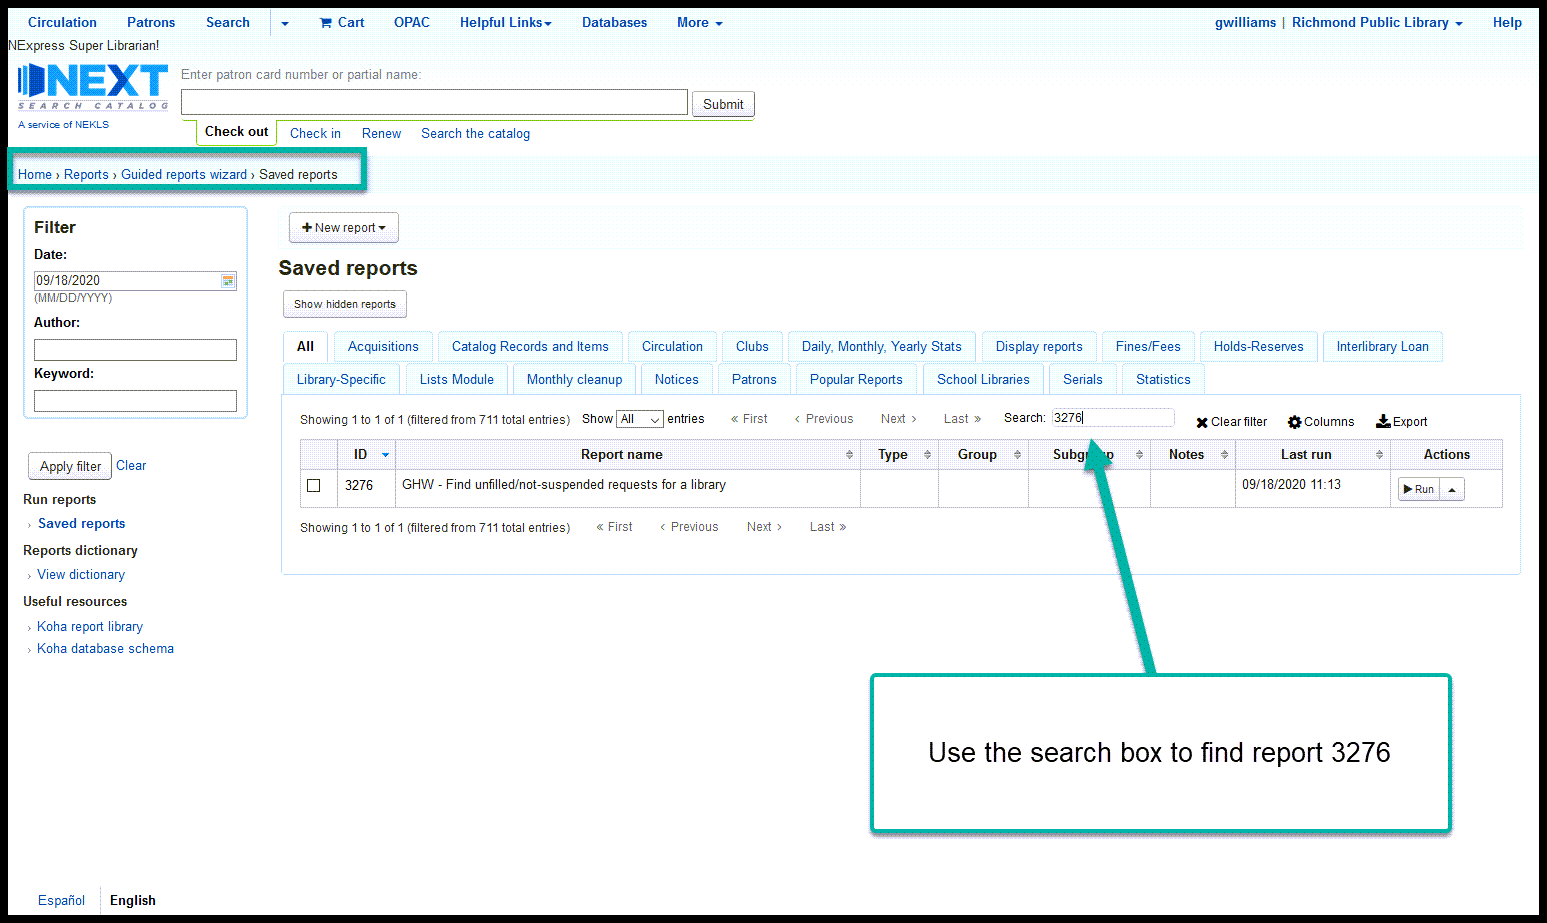 Circulation Patrons Search Cart OPAC Helpful Links Databases More gwilliams | Richmond Public Library Help
NExpress Super Librarian!
NEXT
SEARCH CATALOG
A service of NEKLS
Enter patron card number or partial name:
Submit
Check out Check in Renew Search the catalog
Home › Reports › Guided reports wizard › Saved reports
Filter
Date:
09/18/2020
(MM/DD/YYYY)
Author:
Keyword:
Apply filter Clear
Run reports
› Saved reports
Reports dictionary
› View dictionary
Useful resources
› Koha report library
› Koha database schema
+ New report
Saved reports
Show hidden reports
All Acquisitions Catalog Records and Items Circulation Clubs Daily, Monthly, Yearly Stats Display reports Fines/Fees Holds-Reserves Interlibrary Loan
Library-Specific Lists Module Monthly cleanup Notices Patrons Popular Reports School Libraries Serials Statistics
Showing 1 to 1 of 1 (filtered from 711 total entries) Show All entries « First ‹ Previous Next › Last » Search: 3276 Clear filter Columns Export
ID Report name Type Group Subgroup Notes Last run Actions
3276 GHW - Find unfilled/not-suspended requests for a library 09/18/2020 11:13 Run
Showing 1 to 1 of 1 (filtered from 711 total entries) « First ‹ Previous Next › Last »
Use the search box to find report 3276
Español English